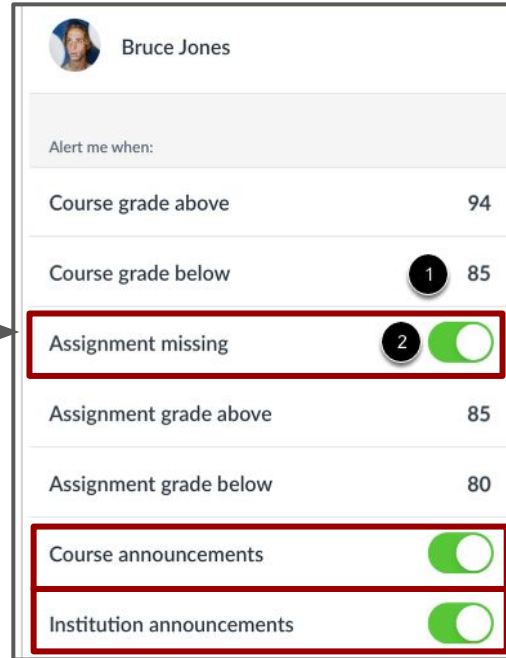 Bruce Jones
Alert me when:
Course grade above 94
Course grade below 1 85
Assignment missing 2
Assignment grade above 85
Assignment grade below 80
Course announcements
Institution announcements